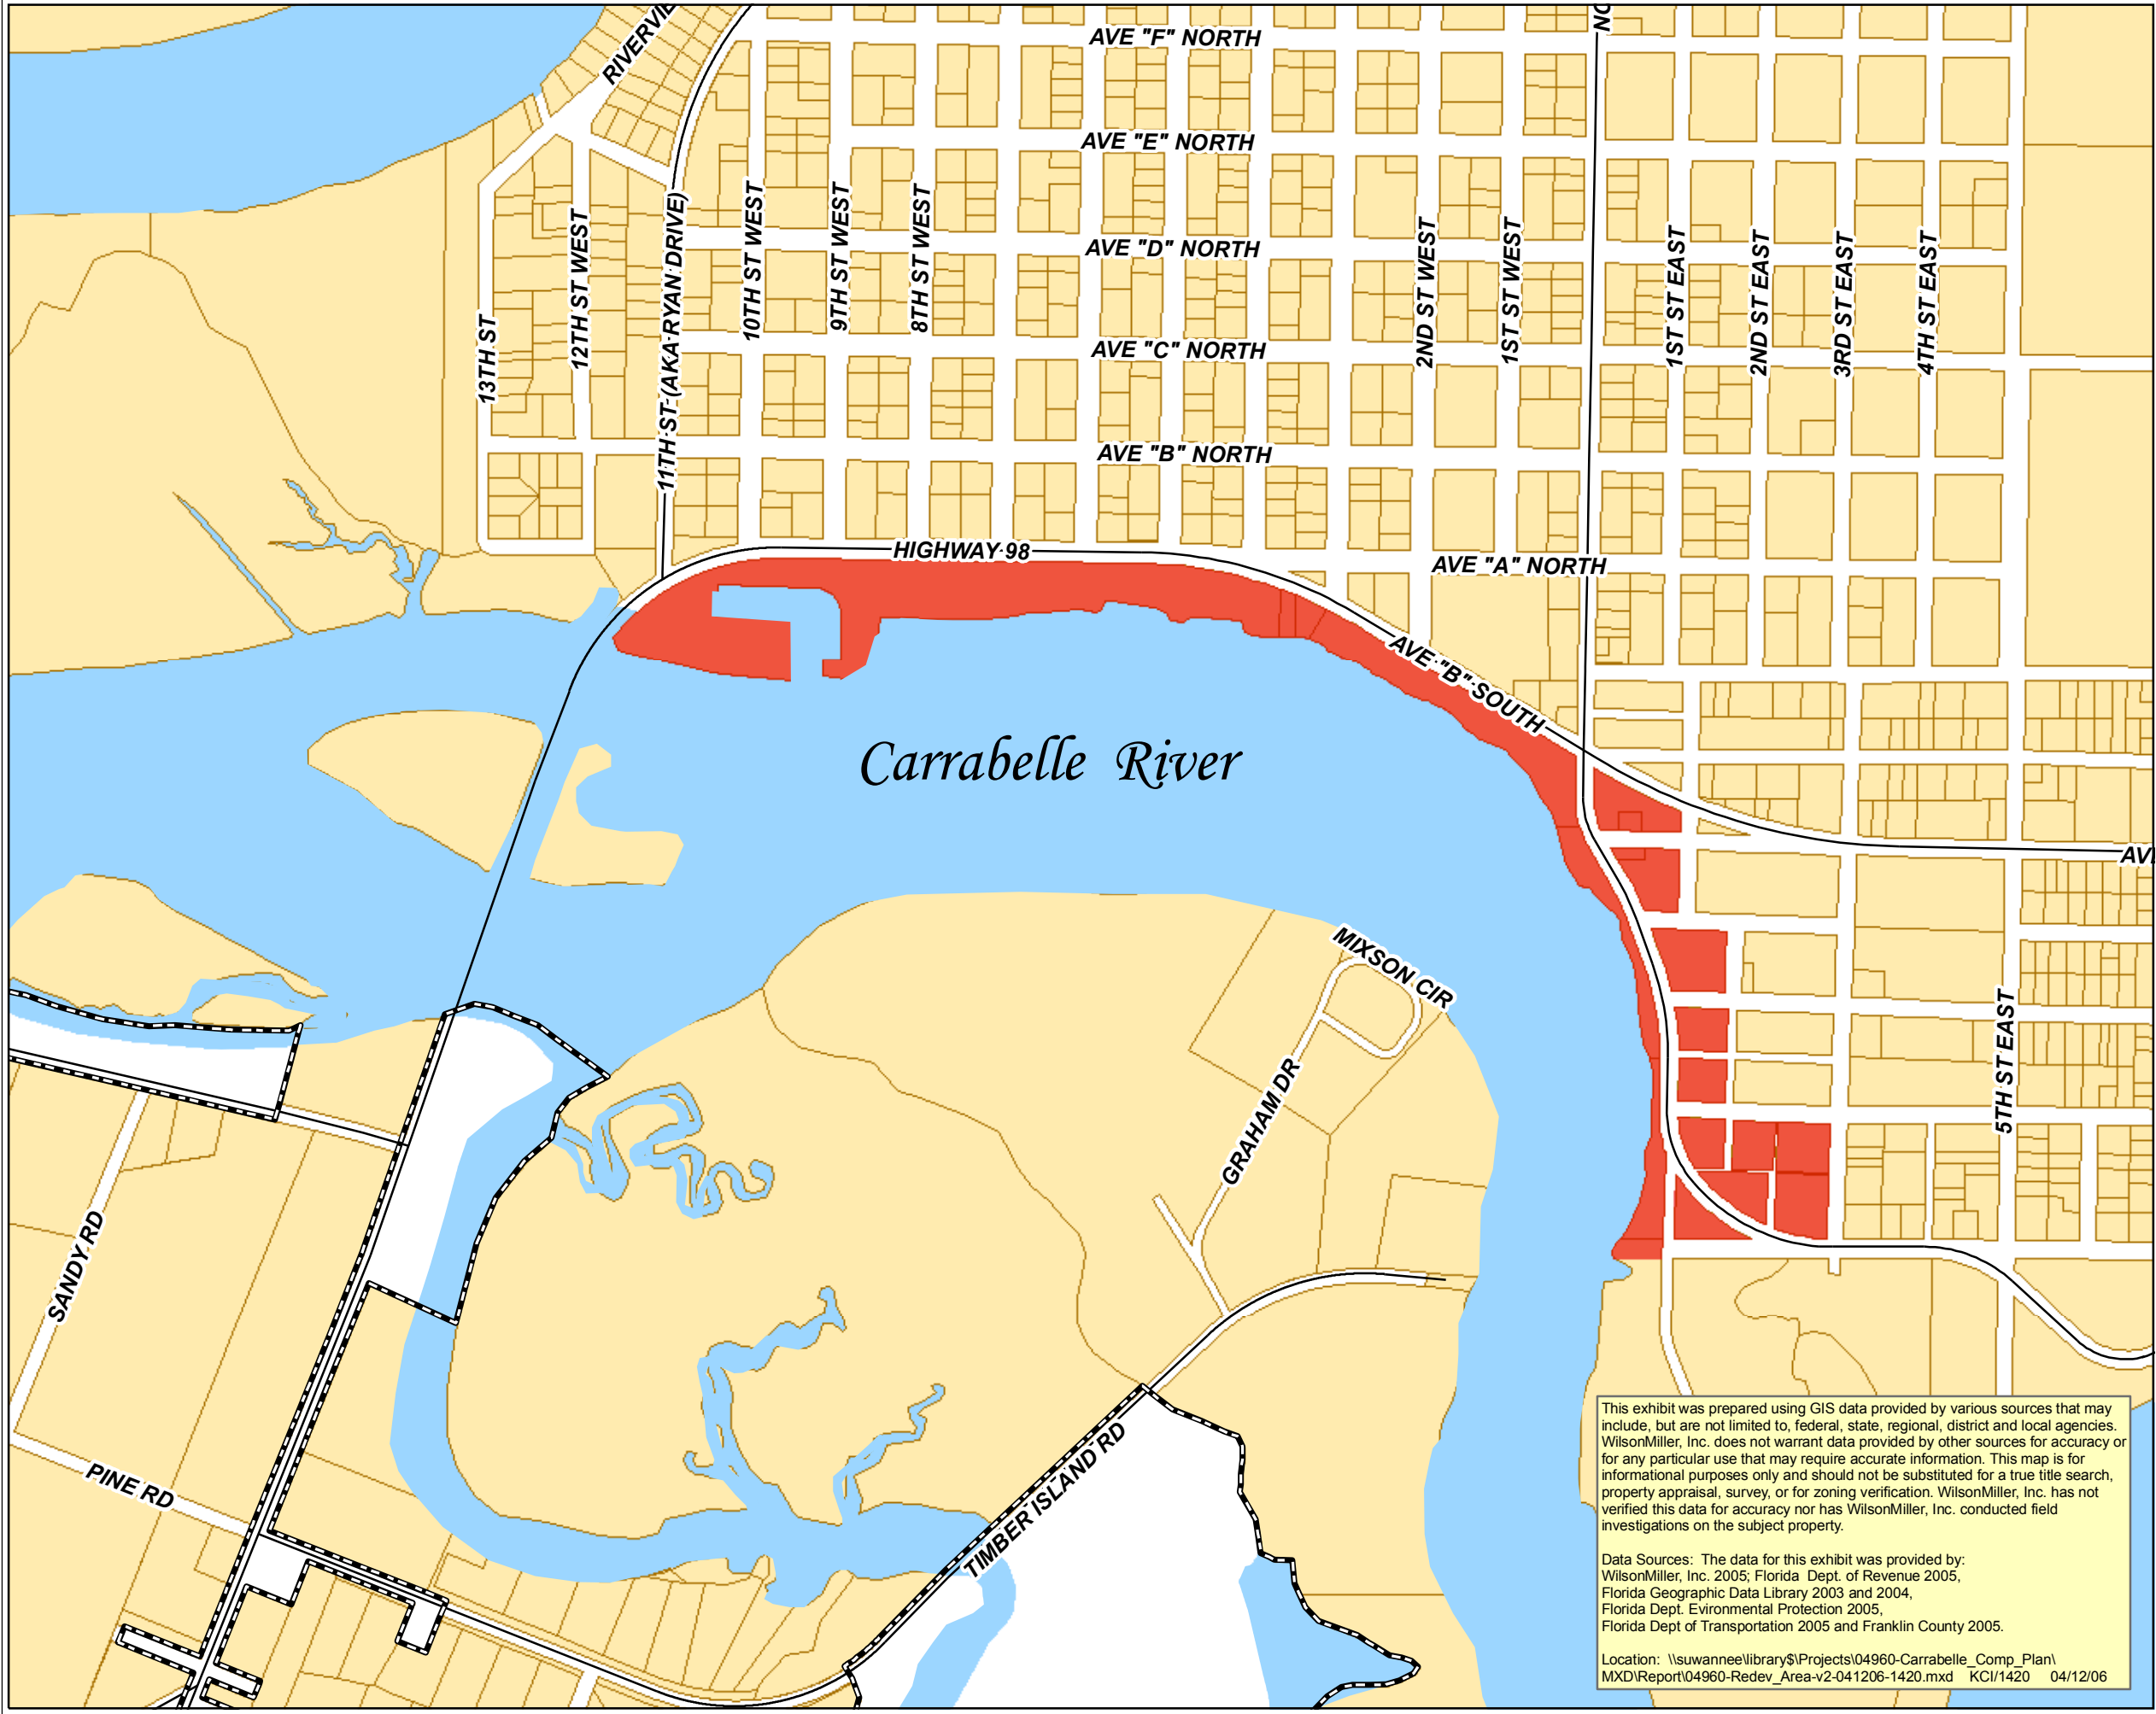 RIVERVIE
AVE "F" NORTH
NO
AVE "E" NORTH
AVE "D" NORTH
13TH ST
12TH ST WEST
11TH ST (AKA RYAN DRIVE)
10TH ST WEST
9TH ST WEST
8TH ST WEST
2ND ST WEST
1ST ST WEST
1ST ST EAST
2ND ST EAST
3RD ST EAST
4TH ST EAST
AVE "C" NORTH
AVE "B" NORTH
HIGHWAY 98
AVE "A" NORTH
AVE "B" SOUTH
Carrabelle River
AVE
MIXSON CIR
GRAHAM DR
5TH ST EAST
SANDY RD
PINE RD
TIMBER ISLAND RD
This exhibit was prepared using GIS data provided by various sources that may
include, but are not limited to, federal, state, regional, district and local agencies.
WilsonMiller, Inc. does not warrant data provided by other sources for accuracy or
for any particular use that may require accurate information. This map is for
informational purposes only and should not be substituted for a true title search,
property appraisal, survey, or for zoning verification. WilsonMiller, Inc. has not
verified this data for accuracy nor has WilsonMiller, Inc. conducted field
investigations on the subject property.
Data Sources: The data for this exhibit was provided by:
WilsonMiller, Inc. 2005; Florida Dept. of Revenue 2005,
Florida Geographic Data Library 2003 and 2004,
Florida Dept. Evironmental Protection 2005,
Florida Dept of Transportation 2005 and Franklin County 2005.
Location: \\suwannee\library$\Projects\04960-Carrabelle_Comp_Plan\
MXD\Report\04960-Redev_Area-v2-041206-1420.mxd KCI/1420 04/12/06